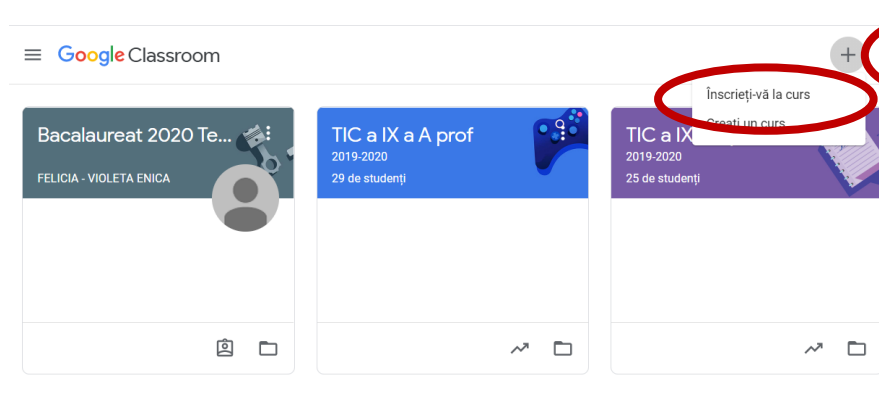 Google Classroom
Înscrieți-vă la curs
Creați un curs
Bacalaureat 2020 Te...
FELICIA - VIOLETA ENICA
TIC a IX a A prof
2019-2020
29 de studenți
TIC a IX
2019-2020
25 de studenți